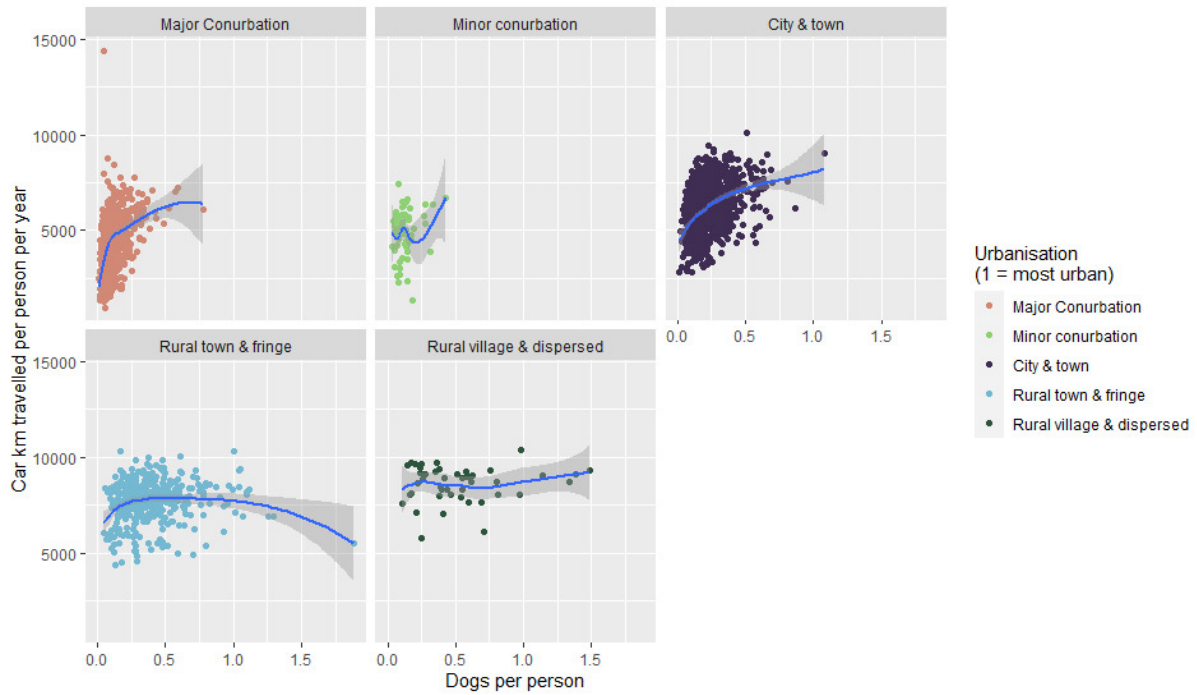 Major Conurbation
Minor conurbation
City & town
15000
10000
5000
0.0 0.5 1.0 1.5
Rural town & fringe
Rural village & dispersed
15000
10000
5000
0.0 0.5 1.0 1.5
0.0 0.5 1.0 1.5
Car km travelled per person per year
Dogs per person
Urbanisation
(1 = most urban)
Major Conurbation
Minor conurbation
City & town
Rural town & fringe
Rural village & dispersed